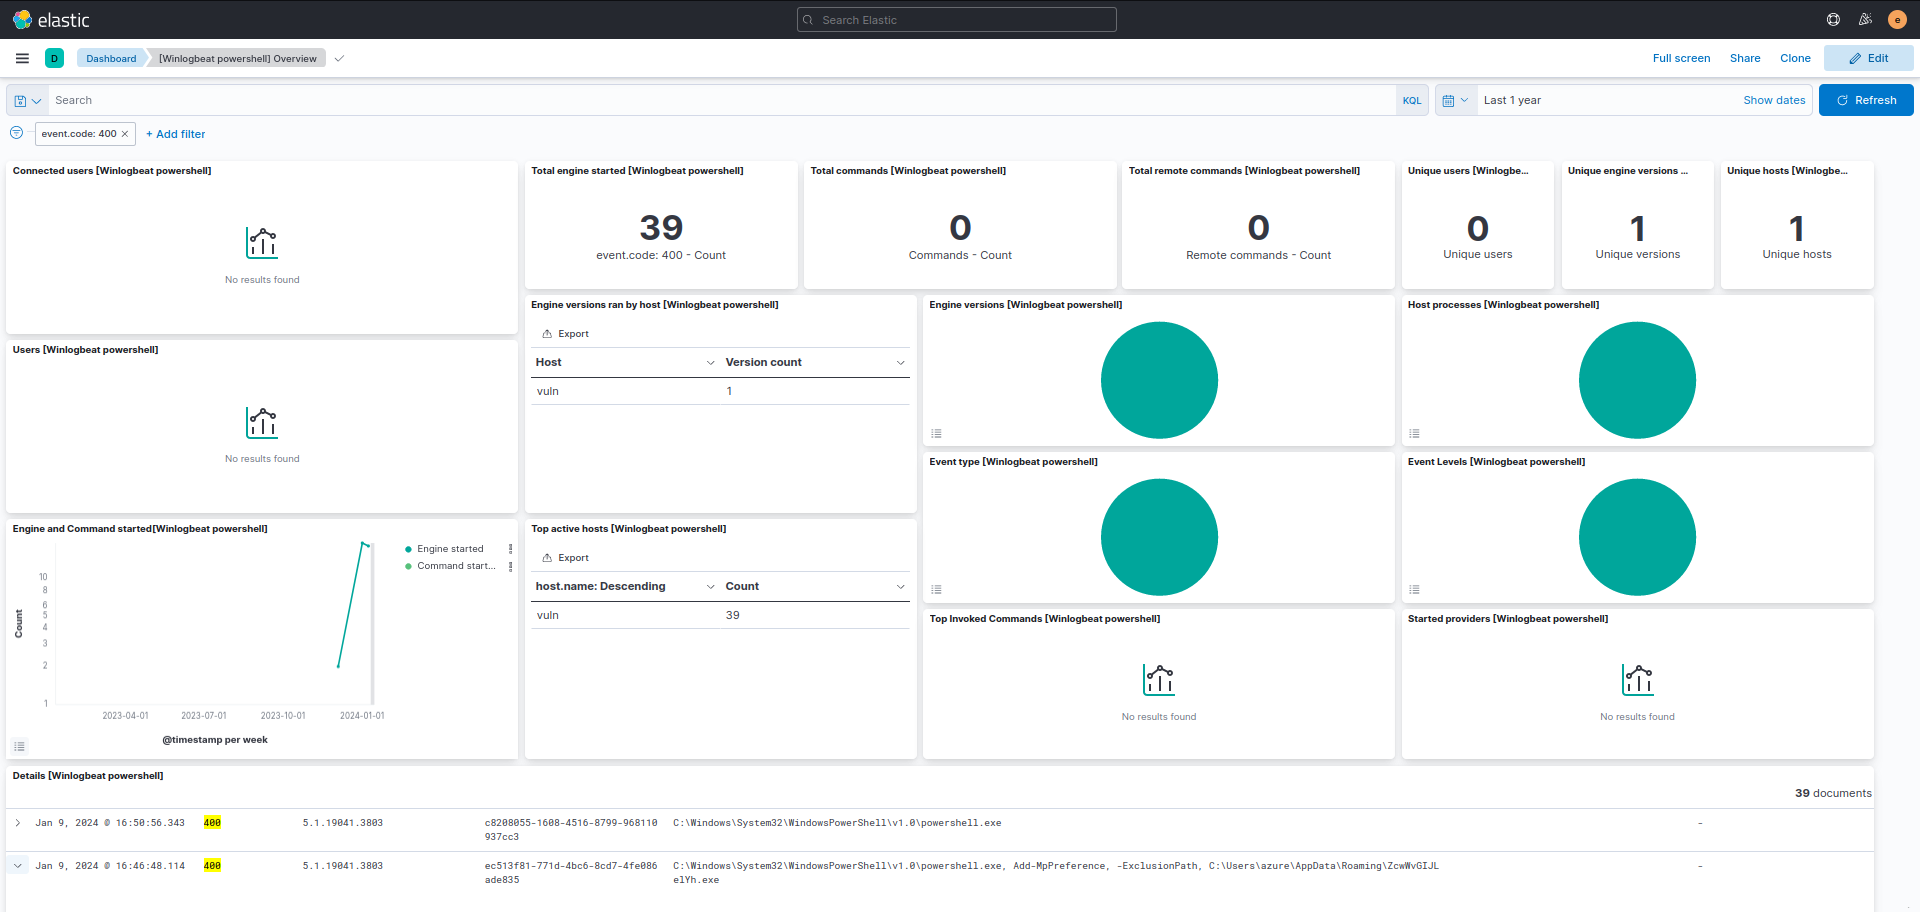 elastic
Search Elastic
e
D
Dashboard
[Winlogbeat powershell] Overview
Full screen
Share
Clone
Edit
Search
KQL
Last 1 year
Show dates
Refresh
event.code: 400
+ Add filter
Connected users [Winlogbeat powershell]
No results found
Total engine started [Winlogbeat powershell]
39
event.code: 400 - Count
Total commands [Winlogbeat powershell]
0
Commands - Count
Total remote commands [Winlogbeat powershell]
0
Remote commands - Count
Unique users [Winlogbe...
0
Unique users
Unique engine versions ...
1
Unique versions
Unique hosts [Winlogbe...
1
Unique hosts
Users [Winlogbeat powershell]
No results found
Engine versions ran by host [Winlogbeat powershell]
Export
Host Version count
vuln 1
Engine versions [Winlogbeat powershell]
Host processes [Winlogbeat powershell]
Event type [Winlogbeat powershell]
Event Levels [Winlogbeat powershell]
Engine and Command started[Winlogbeat powershell]
Engine started
Command start...
Count
10
8
6
5
4
3
2
1
2023-04-01 2023-07-01 2023-10-01 2024-01-01
@timestamp per week
Top active hosts [Winlogbeat powershell]
Export
host.name: Descending Count
vuln 39
Top Invoked Commands [Winlogbeat powershell]
No results found
Started providers [Winlogbeat powershell]
No results found
Details [Winlogbeat powershell]
39 documents
Jan 9, 2024 @ 16:50:56.343 400 5.1.19041.3803 c8208055-1608-4516-8799-968110 C:\Windows\System32\WindowsPowerShell\v1.0\powershell.exe -
937cc3
Jan 9, 2024 @ 16:46:48.114 400 5.1.19041.3803 ec513f81-771d-4bc6-8cd7-4fe086 C:\Windows\System32\WindowsPowerShell\v1.0\powershell.exe, Add-MpPreference, -ExclusionPath, C:\Users\azure\AppData\Roaming\ZcwWvGIJL -
ade835 elYh.exe